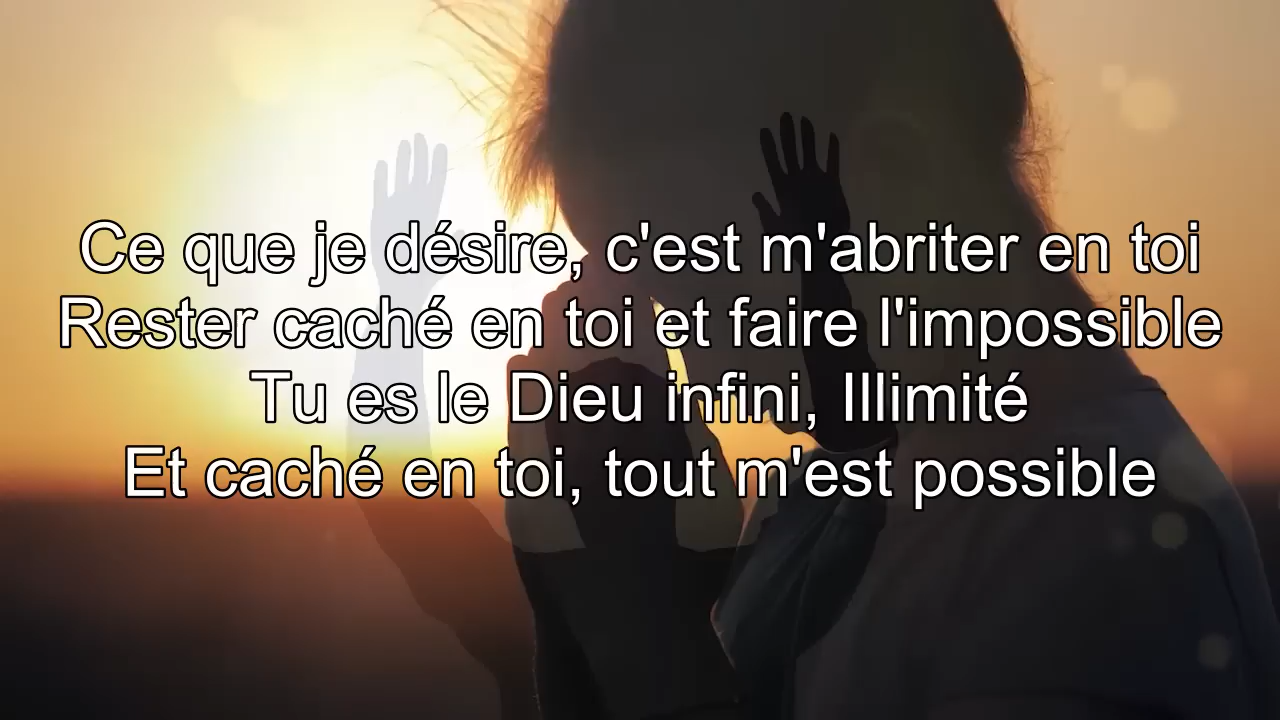 Ce que je désire, c'est m'abriter en toi
Rester caché en toi et faire l'impossible
Tu es le Dieu infini, Illimité
Et caché en toi, tout m'est possible